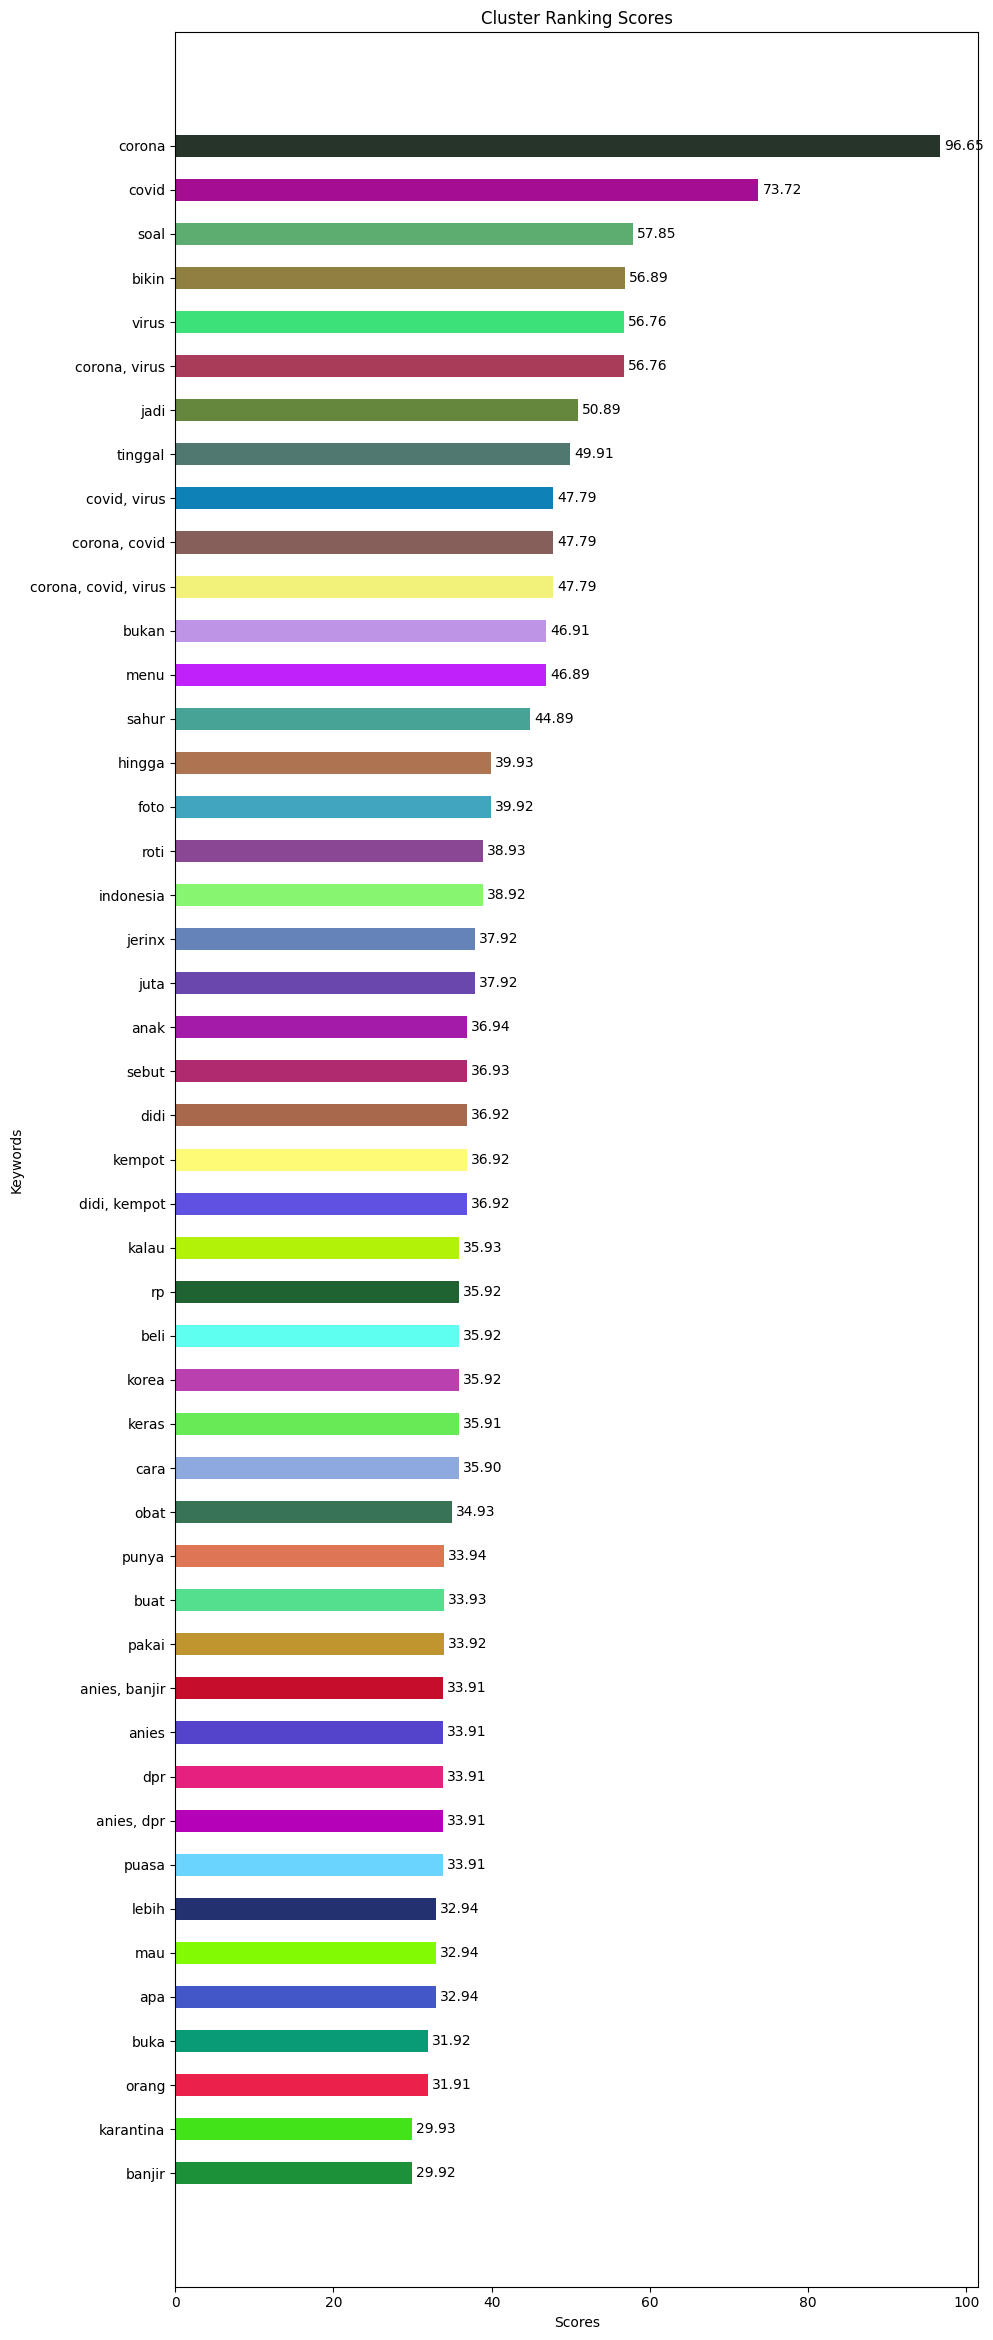 Cluster Ranking Scores
corona 96.65
covid 73.72
soal 57.85
bikin 56.89
virus 56.76
corona, virus 56.76
jadi 50.89
tinggal 49.91
covid, virus 47.79
corona, covid 47.79
corona, covid, virus 47.79
bukan 46.91
menu 46.89
sahur 44.89
hingga 39.93
foto 39.92
roti 38.93
indonesia 38.92
jerinx 37.92
juta 37.92
anak 36.94
sebut 36.93
didi 36.92
kempot 36.92
didi, kempot 36.92
kalau 35.93
rp 35.92
beli 35.92
korea 35.92
keras 35.91
cara 35.90
obat 34.93
punya 33.94
buat 33.93
pakai 33.92
anies, banjir 33.91
anies 33.91
dpr 33.91
anies, dpr 33.91
puasa 33.91
lebih 32.94
mau 32.94
apa 32.94
buka 31.92
orang 31.91
karantina 29.93
banjir 29.92
Keywords
0 20 40 60 80 100
Scores